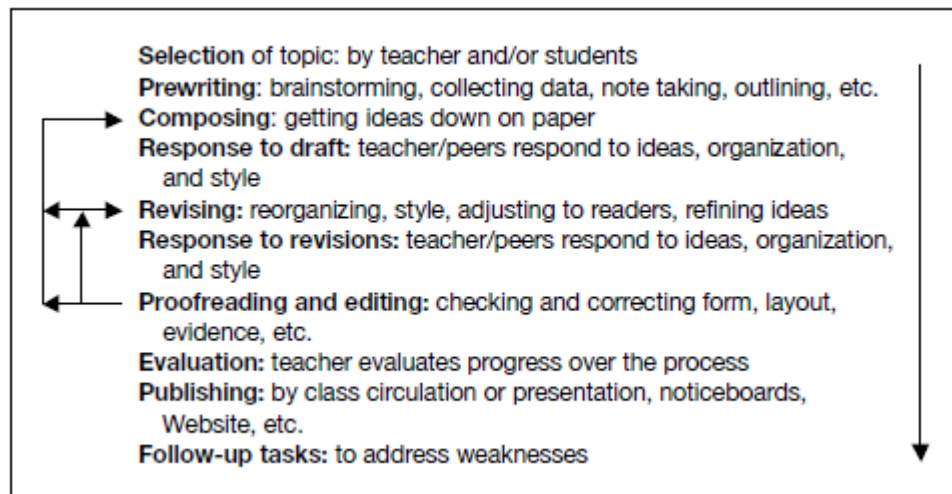 Selection of topic: by teacher and/or students
Prewriting: brainstorming, collecting data, note taking, outlining, etc.
Composing: getting ideas down on paper
Response to draft: teacher/peers respond to ideas, organization,
and style
Revising: reorganizing, style, adjusting to readers, refining ideas
Response to revisions: teacher/peers respond to ideas, organization,
and style
Proofreading and editing: checking and correcting form, layout,
evidence, etc.
Evaluation: teacher evaluates progress over the process
Publishing: by class circulation or presentation, noticeboards,
Website, etc.
Follow-up tasks: to address weaknesses